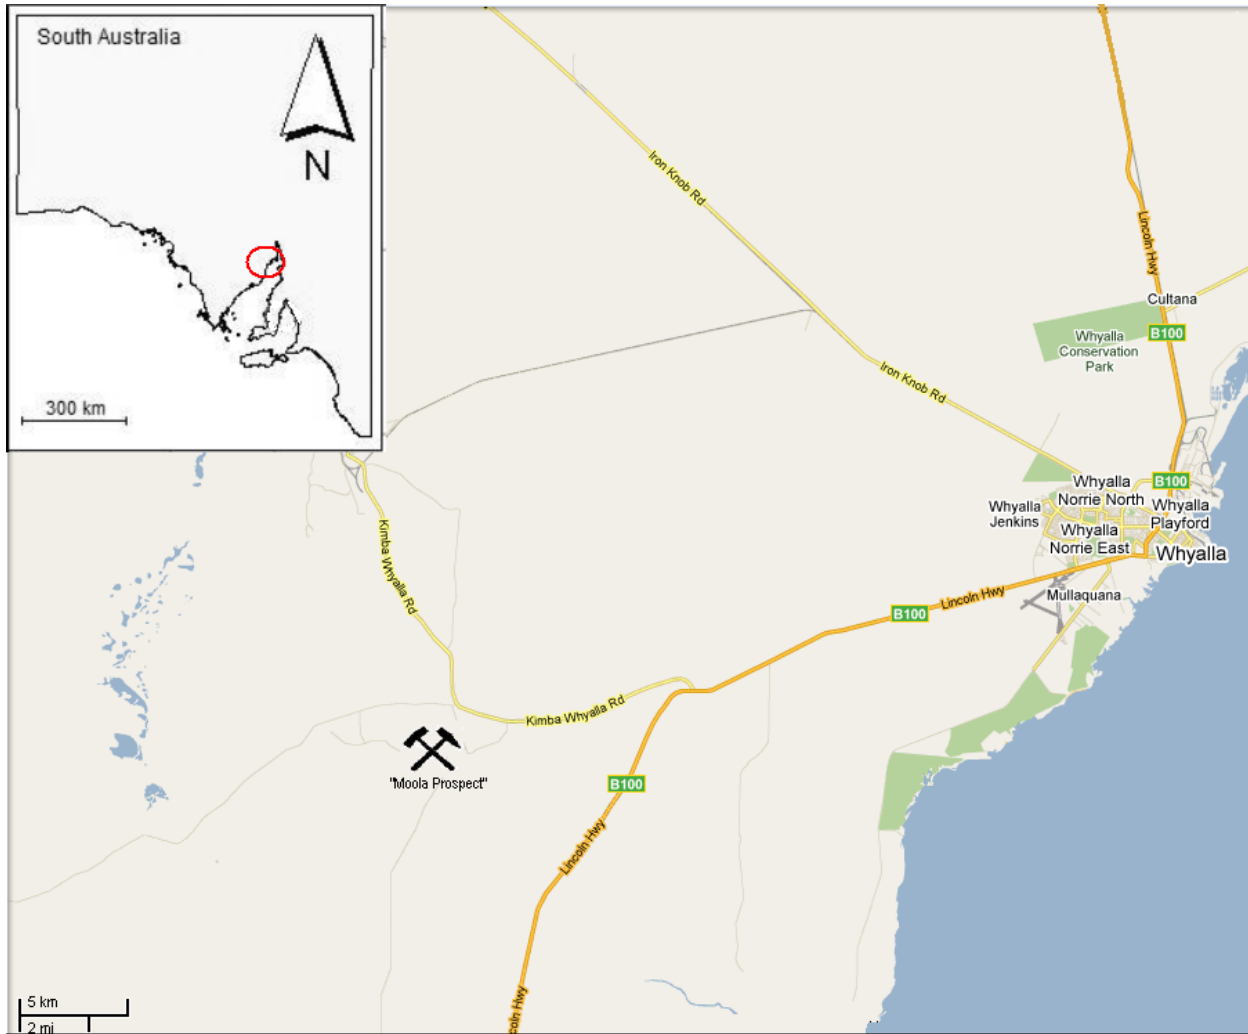 South Australia
N
300 km
Iron Knob Rd
Lincoln Hwy
Cultana
B100
Whyalla
Conservation
Park
Iron Knob Rd
Whyalla
Norrie North
B100
Whyalla
Jenkins
Whyalla
Playford
Whyalla
Norrie East
Whyalla
Kimba Whyalla Rd
Lincoln Hwy
Mullaquana
B100
Kimba Whyalla Rd
"Moola Prospect"
B100
Lincoln Hwy
5 km
2 mi
coln Hwy